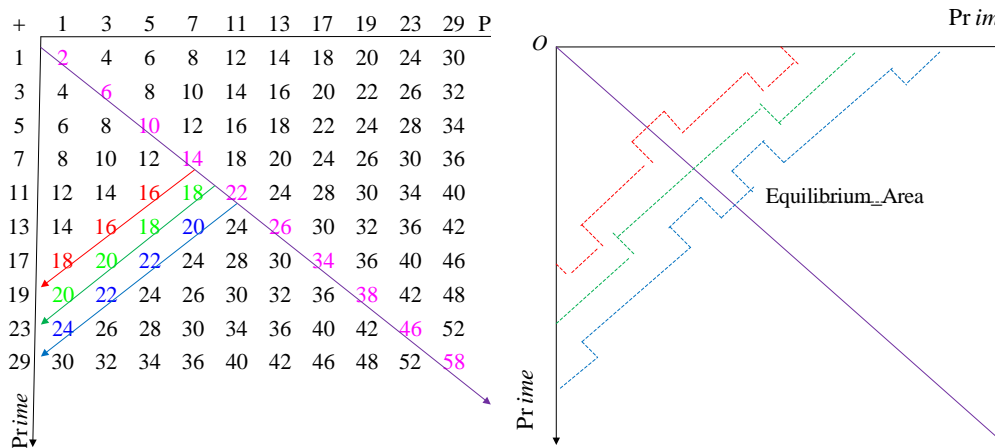 + 1 3 5 7 11 13 17 19 23 29 P
1 2 4 6 8 12 14 18 20 24 30
3 4 6 8 10 14 16 20 22 26 32
5 6 8 10 12 16 18 22 24 28 34
7 8 10 12 14 18 20 24 26 30 36
11 12 14 16 18 22 24 28 30 34 40
13 14 16 18 20 24 26 30 32 36 42
17 18 20 22 24 28 30 34 36 40 46
19 20 22 24 26 30 32 36 38 42 48
23 24 26 28 30 34 36 40 42 46 52
29 30 32 34 36 40 42 46 48 52 58
Prime
O
Prim
Equilibrium_Area
Prime